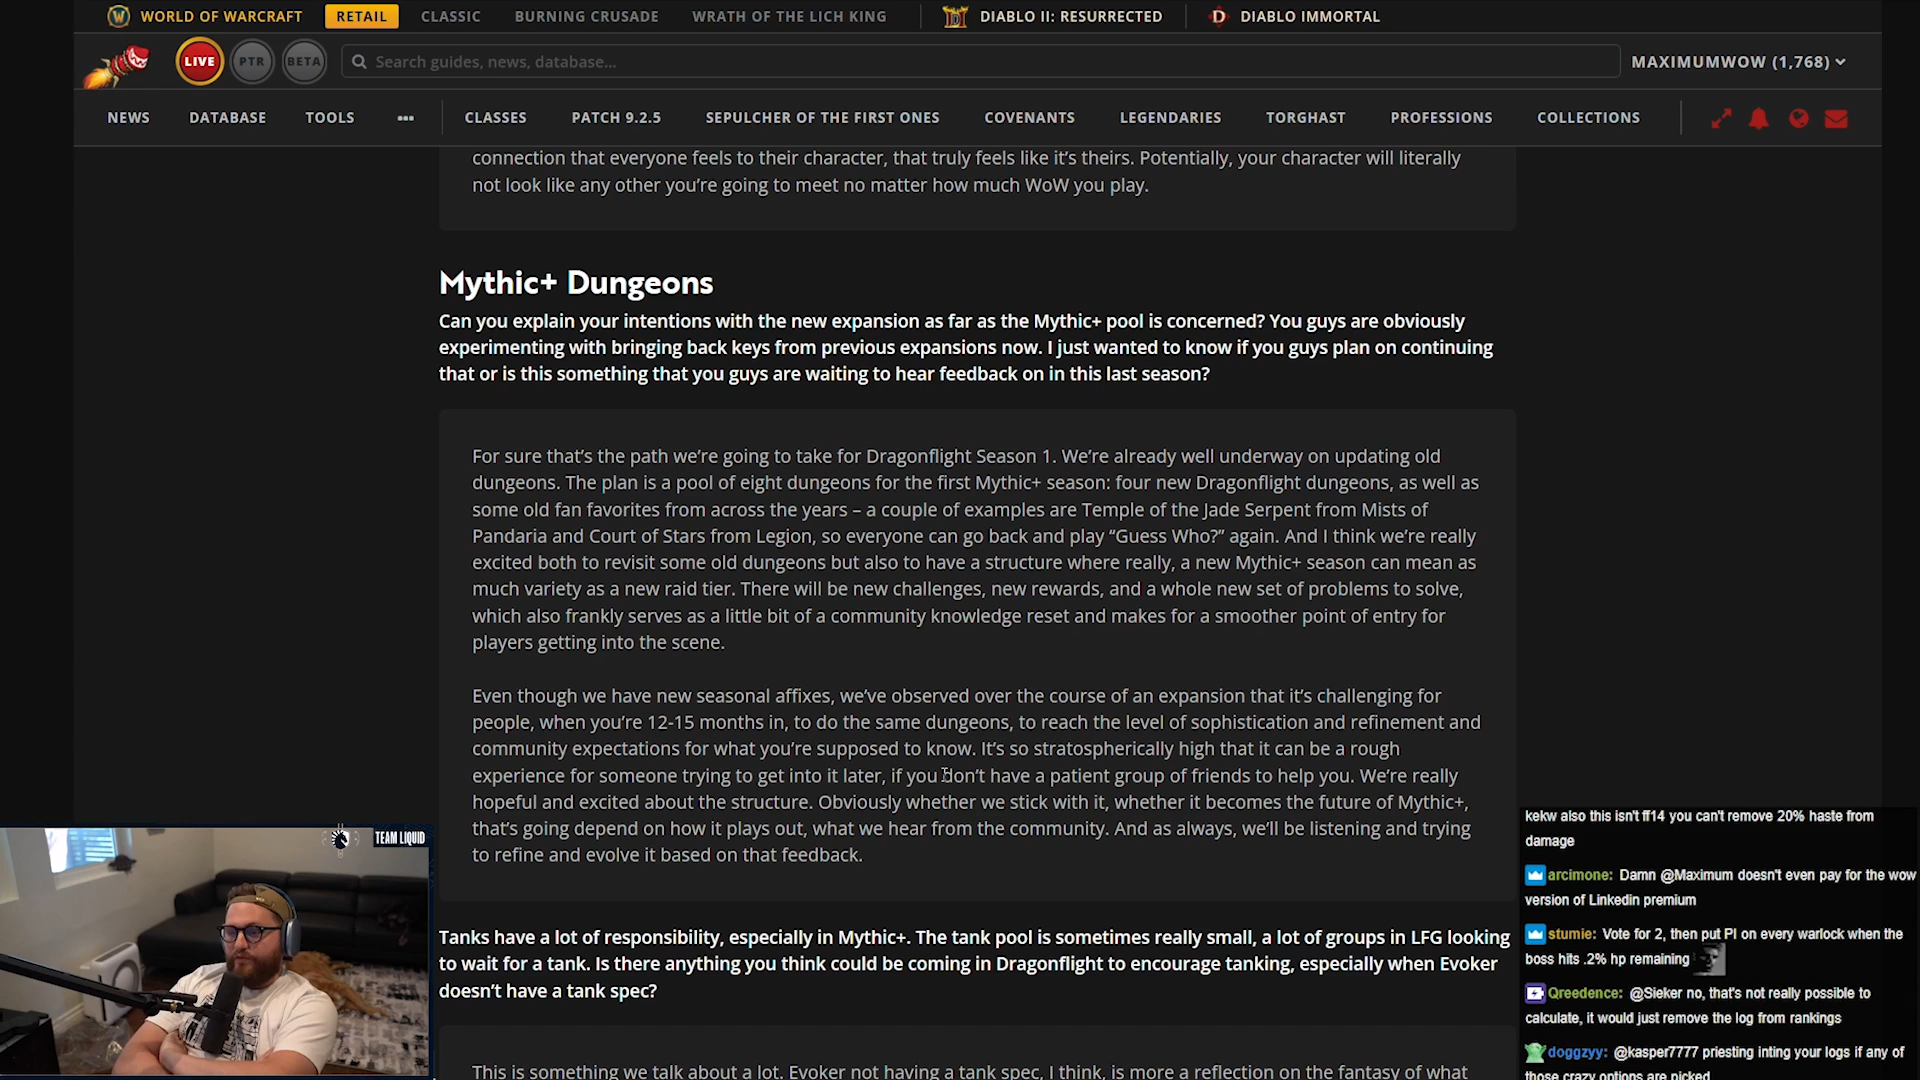 WORLD OF WARCRAFT RETAIL CLASSIC BURNING CRUSADE WRATH OF THE LICH KING DIABLO II: RESURRECTED DIABLO IMMORTAL
LIVE PTR BETA Search guides, news, database... MAXIMUMWOW (1,768)
NEWS DATABASE TOOLS ••• CLASSES PATCH 9.2.5 SEPULCHER OF THE FIRST ONES COVENANTS LEGENDARIES TORGHAST PROFESSIONS COLLECTIONS
connection that everyone feels to their character, that truly feels like it's theirs. Potentially, your character will literally
not look like any other you're going to meet no matter how much WoW you play.
Mythic+ Dungeons
Can you explain your intentions with the new expansion as far as the Mythic+ pool is concerned? You guys are obviously
experimenting with bringing back keys from previous expansions now. I just wanted to know if you guys plan on continuing
that or is this something that you guys are waiting to hear feedback on in this last season?
For sure that's the path we're going to take for Dragonflight Season 1. We're already well underway on updating old
dungeons. The plan is a pool of eight dungeons for the first Mythic+ season: four new Dragonflight dungeons, as well as
some old fan favorites from across the years – a couple of examples are Temple of the Jade Serpent from Mists of
Pandaria and Court of Stars from Legion, so everyone can go back and play “Guess Who?” again. And I think we're really
excited both to revisit some old dungeons but also to have a structure where really, a new Mythic+ season can mean as
much variety as a new raid tier. There will be new challenges, new rewards, and a whole new set of problems to solve,
which also frankly serves as a little bit of a community knowledge reset and makes for a smoother point of entry for
players getting into the scene.
Even though we have new seasonal affixes, we've observed over the course of an expansion that it's challenging for
people, when you're 12-15 months in, to do the same dungeons, to reach the level of sophistication and refinement and
community expectations for what you're supposed to know. It's so stratospherically high that it can be a rough
experience for someone trying to get into it later, if you don't have a patient group of friends to help you. We're really
hopeful and excited about the structure. Obviously whether we stick with it, whether it becomes the future of Mythic+,
that's going depend on how it plays out, what we hear from the community. And as always, we'll be listening and trying
to refine and evolve it based on that feedback.
Tanks have a lot of responsibility, especially in Mythic+. The tank pool is sometimes really small, a lot of groups in LFG looking
to wait for a tank. Is there anything you think could be coming in Dragonflight to encourage tanking, especially when Evoker
doesn't have a tank spec?
This is something we talk about a lot. Evoker not having a tank spec, I think, is more a reflection on the fantasy of what
TEAM LIQUID
kekw also this isn't ff14 you can't remove 20% haste from
damage
arcimone: Damn @Maximum doesn't even pay for the wow
version of Linkedin premium
stumie: Vote for 2, then put PI on every warlock when the
boss hits .2% hp remaining
Qreedence: @Sieker no, that's not really possible to
calculate, it would just remove the log from rankings
doggzyy: @kasper7777 priesting inting your logs if any of
those crazy options are picked